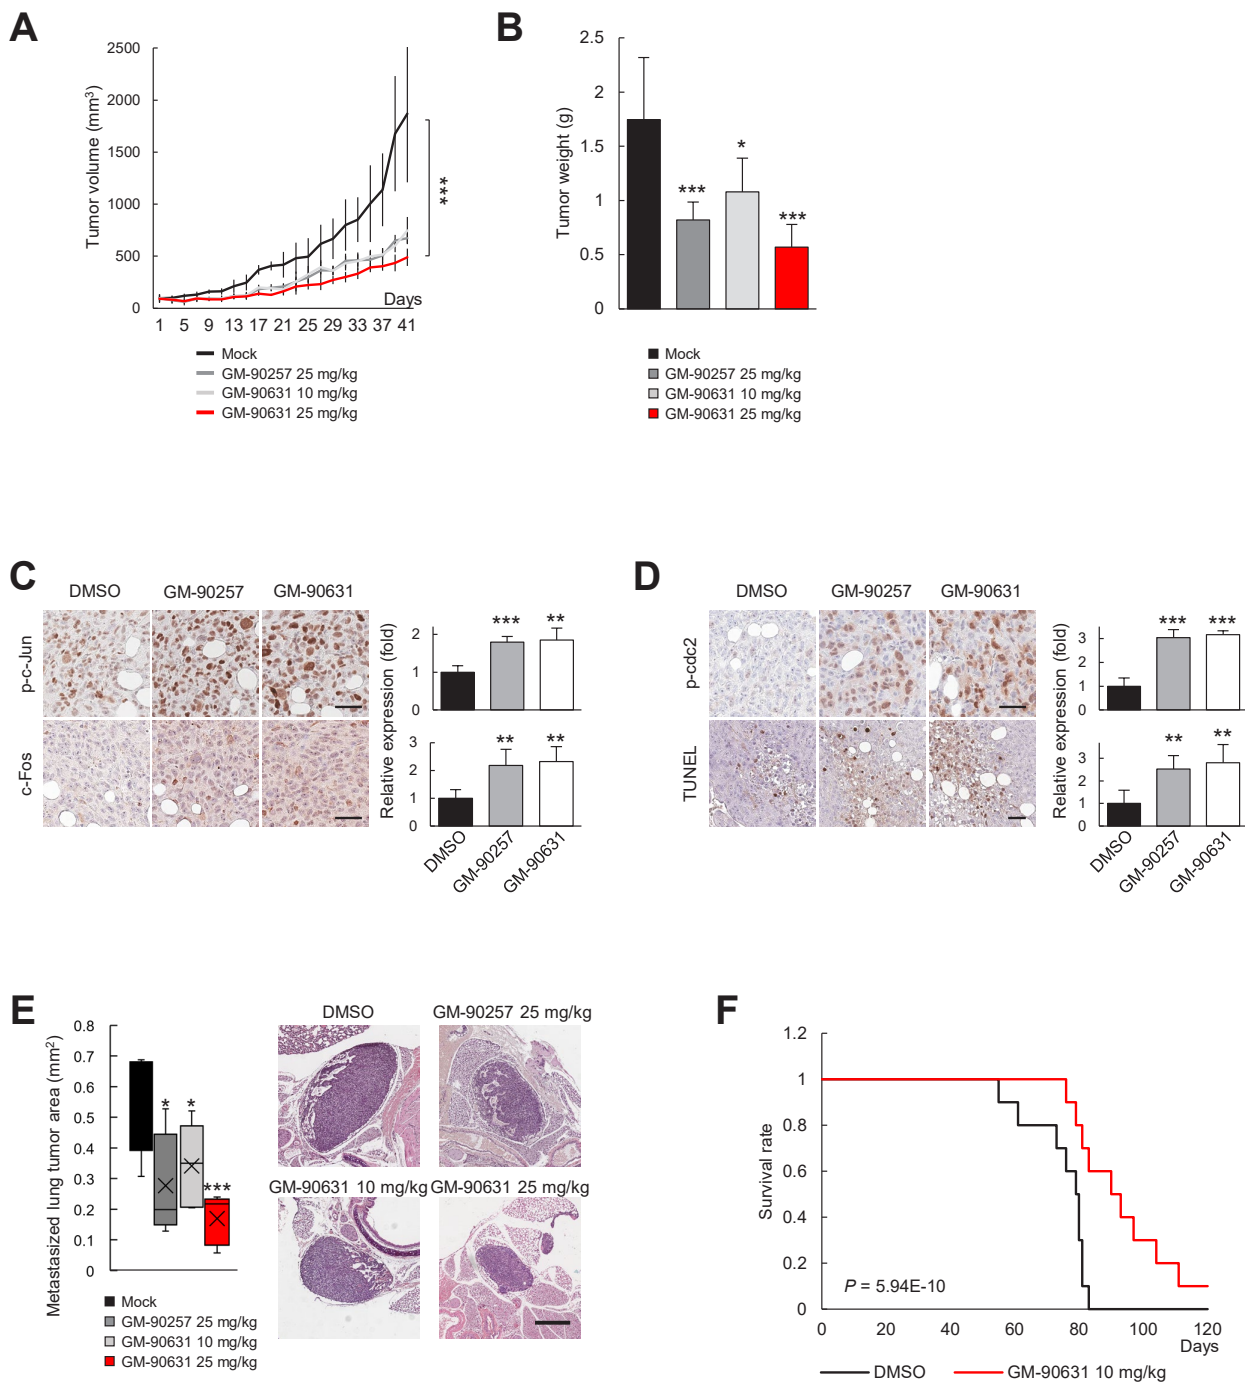 A
2500
2000
1500
1000
500
0
Tumor volume (mm³)
Days
1 5 9 13 17 21 25 29 33 37 41
***
Mock
GM-90257 25 mg/kg
GM-90631 10 mg/kg
GM-90631 25 mg/kg
B
2.5
2
1.5
1
0.5
0
Tumor weight (g)
***
*
***
Mock
GM-90257 25 mg/kg
GM-90631 10 mg/kg
GM-90631 25 mg/kg
C
DMSO GM-90257 GM-90631
p-c-Jun
c-Fos
Relative expression (fold)
2
1
0
*** **
3
2
1
0
** **
DMSO
GM-90257
GM-90631
D
DMSO GM-90257 GM-90631
p-cdc2
TUNEL
Relative expression (fold)
3
2
1
0
*** ***
3
2
1
0
** **
DMSO
GM-90257
GM-90631
E
0.8
0.7
0.6
0.5
0.4
0.3
0.2
0.1
0
Metastasized lung tumor area (mm²)
* * ***
Mock
GM-90257 25 mg/kg
GM-90631 10 mg/kg
GM-90631 25 mg/kg
DMSO GM-90257 25 mg/kg
GM-90631 10 mg/kg GM-90631 25 mg/kg
F
1.2
1
0.8
0.6
0.4
0.2
0
Survival rate
P = 5.94E-10
0 20 40 60 80 100 120
Days
DMSO GM-90631 10 mg/kg